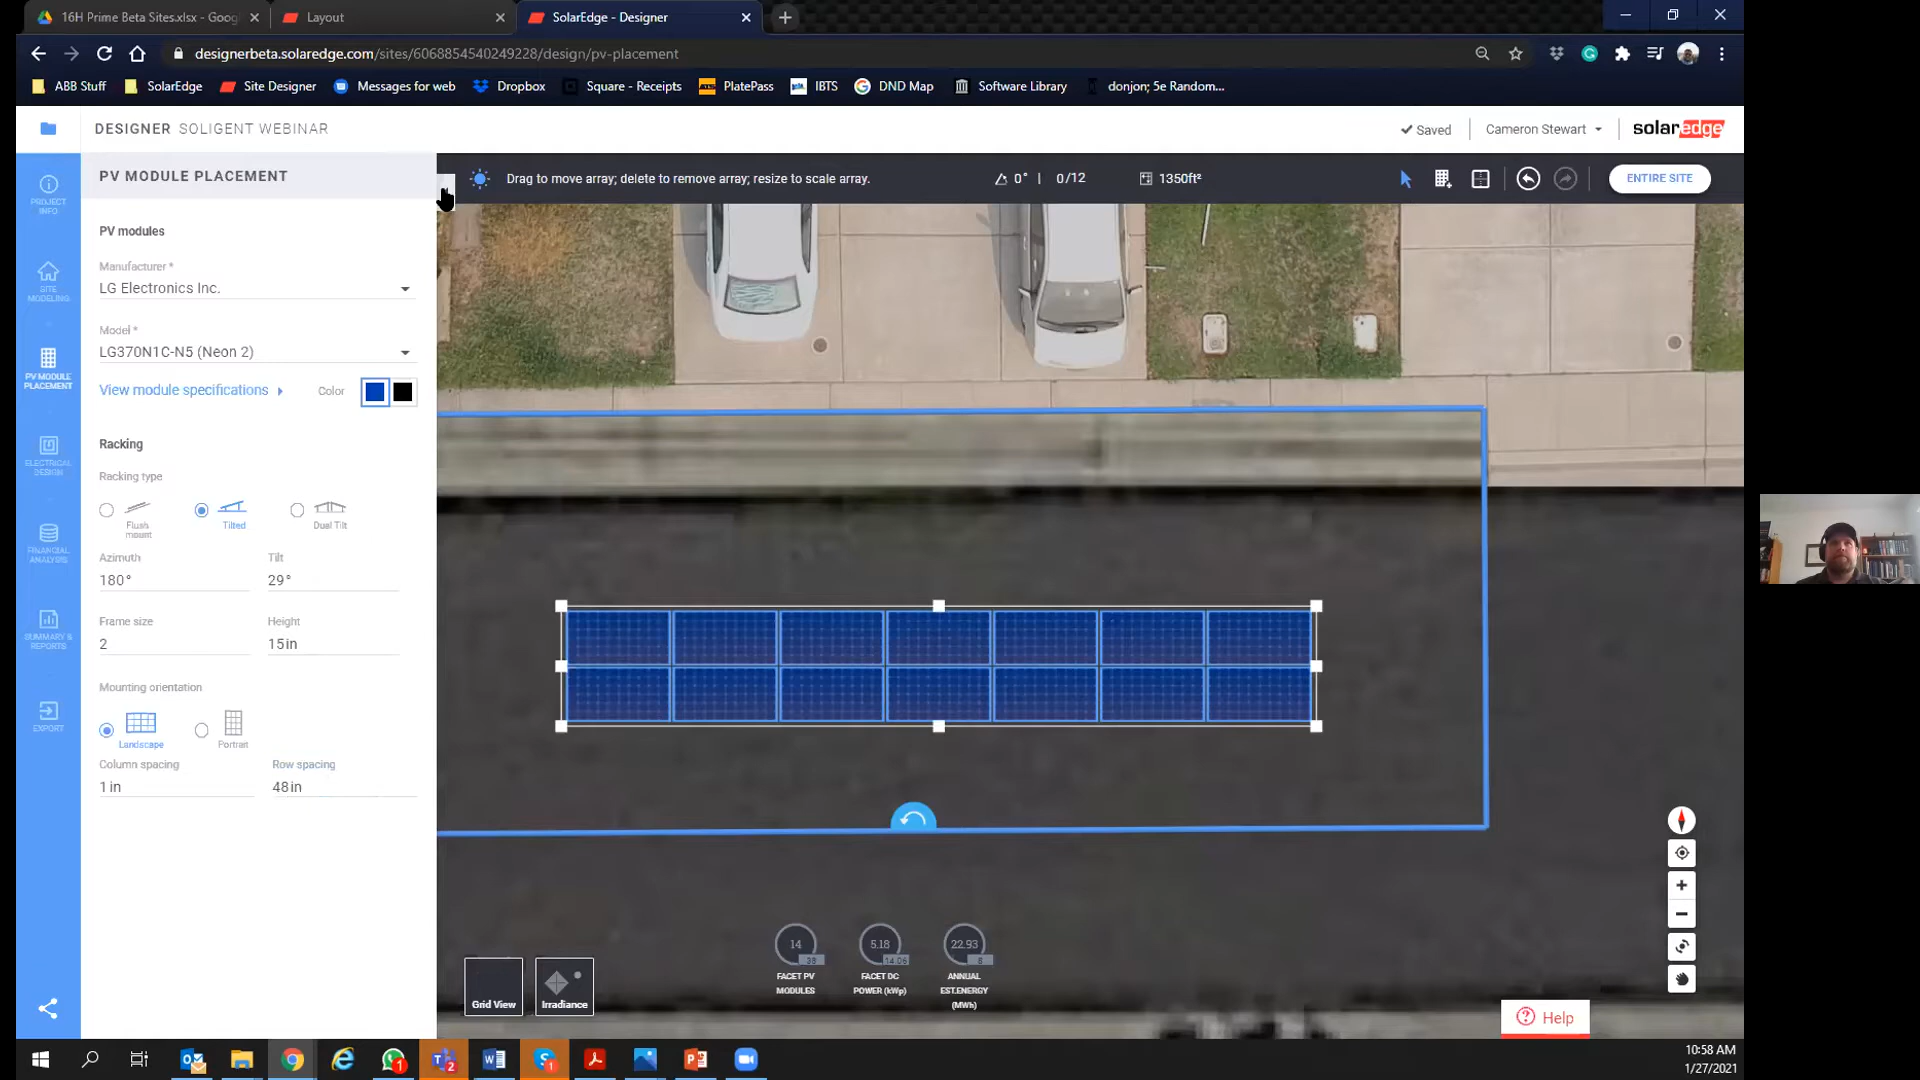 16H Prime Beta Sites.xlsx - Goog
Layout
SolarEdge - Designer
designerbeta.solaredge.com/sites/6068854540249228/design/pv-placement
ABB Stuff
SolarEdge
Site Designer
Messages for web
Dropbox
Square - Receipts
PlatePass
IBTS
DND Map
Software Library
donjon; 5e Random...
DESIGNER SOLIGENT WEBINAR
Saved
Cameron Stewart
solaredge
PV MODULE PLACEMENT
Drag to move array; delete to remove array; resize to scale array.
0° | 0/12
1350ft²
ENTIRE SITE
PROJECT INFO
SITE MODELING
PV MODULE PLACEMENT
ELECTRICAL DESIGN
FINANCIAL ANALYSIS
SUMMARY & REPORTS
EXPORT
PV modules
Manufacturer *
LG Electronics Inc.
Model *
LG370N1C-N5 (Neon 2)
View module specifications
Color
Racking
Racking type
Flush mount
Tilted
Dual Tilt
Azimuth
Tilt
180°
29°
Frame size
Height
2
15in
Mounting orientation
Landscape
Portrait
Column spacing
Row spacing
1in
48in
Grid View
Irradiance
14
38
FACET PV MODULES
5.18
14.06
FACET DC POWER (kWp)
22.93
8
ANNUAL EST.ENERGY (MWh)
Help
10:58 AM
1/27/2021